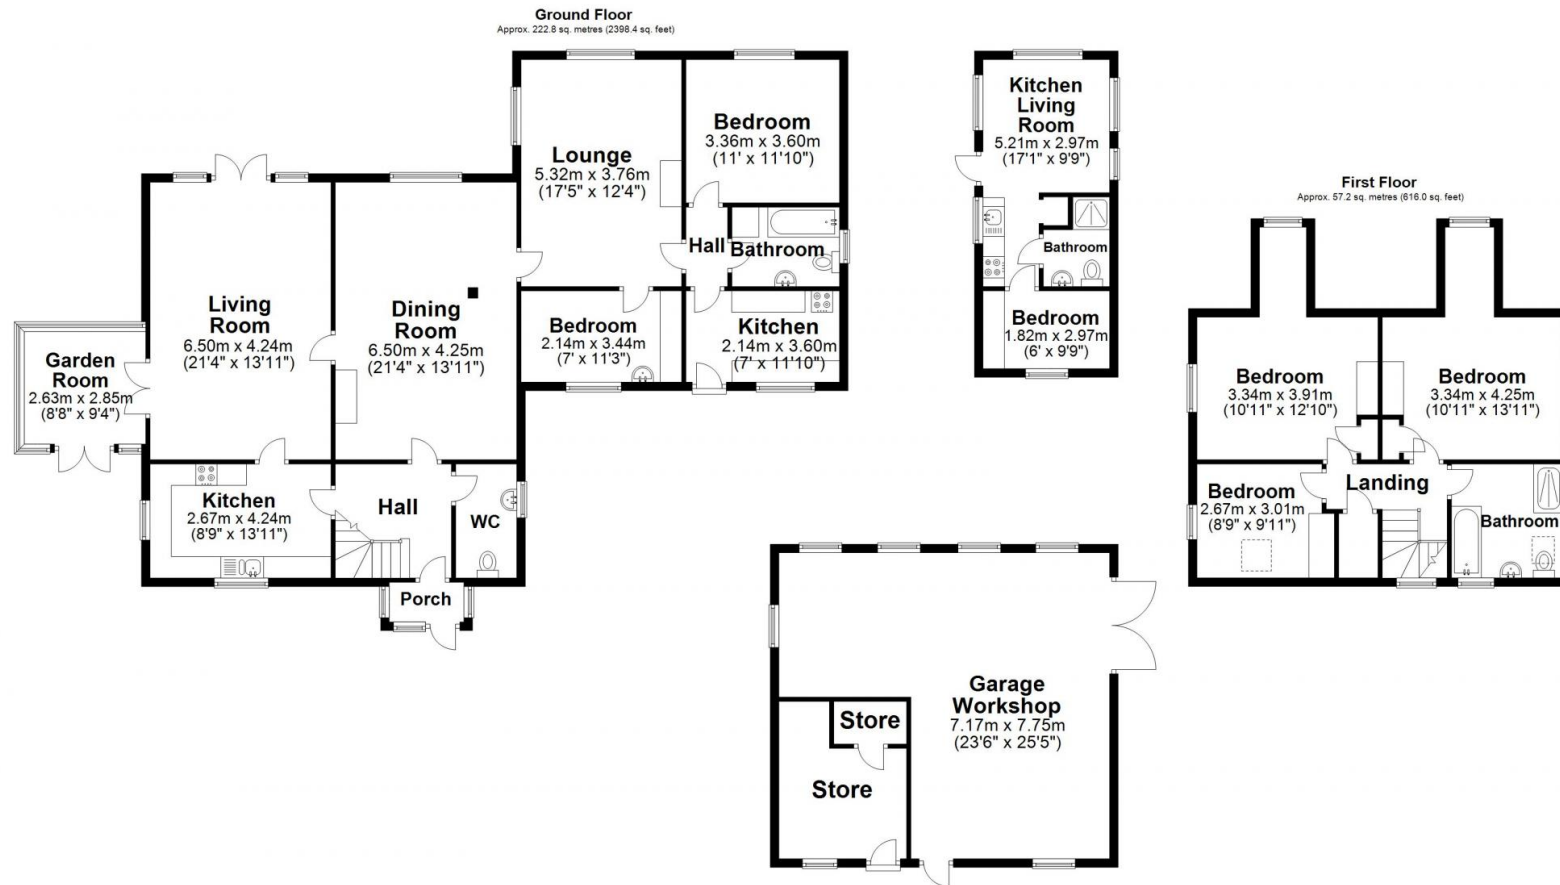 Ground Floor
Approx. 222.8 sq. metres (2398.4 sq. feet)
Lounge
5.32m x 3.76m
(17'5" x 12'4")
Bedroom
3.36m x 3.60m
(11' x 11'10")
Hall
Bathroom
Living
Room
6.50m x 4.24m
(21'4" x 13'11")
Dining
Room
6.50m x 4.25m
(21'4" x 13'11")
Garden
Room
2.63m x 2.85m
(8'8" x 9'4")
Bedroom
2.14m x 3.44m
(7' x 11'3")
Kitchen
2.14m x 3.60m
(7' x 11'10")
Kitchen
2.67m x 4.24m
(8'9" x 13'11")
Hall
WC
Porch
Kitchen
Living
Room
5.21m x 2.97m
(17'1" x 9'9")
Bathroom
Bedroom
1.82m x 2.97m
(6' x 9'9")
Garage
Workshop
7.17m x 7.75m
(23'6" x 25'5")
Store
Store
First Floor
Approx. 57.2 sq. metres (616.0 sq. feet)
Bedroom
3.34m x 3.91m
(10'11" x 12'10")
Bedroom
3.34m x 4.25m
(10'11" x 13'11")
Landing
Bedroom
2.67m x 3.01m
(8'9" x 9'11")
Bathroom